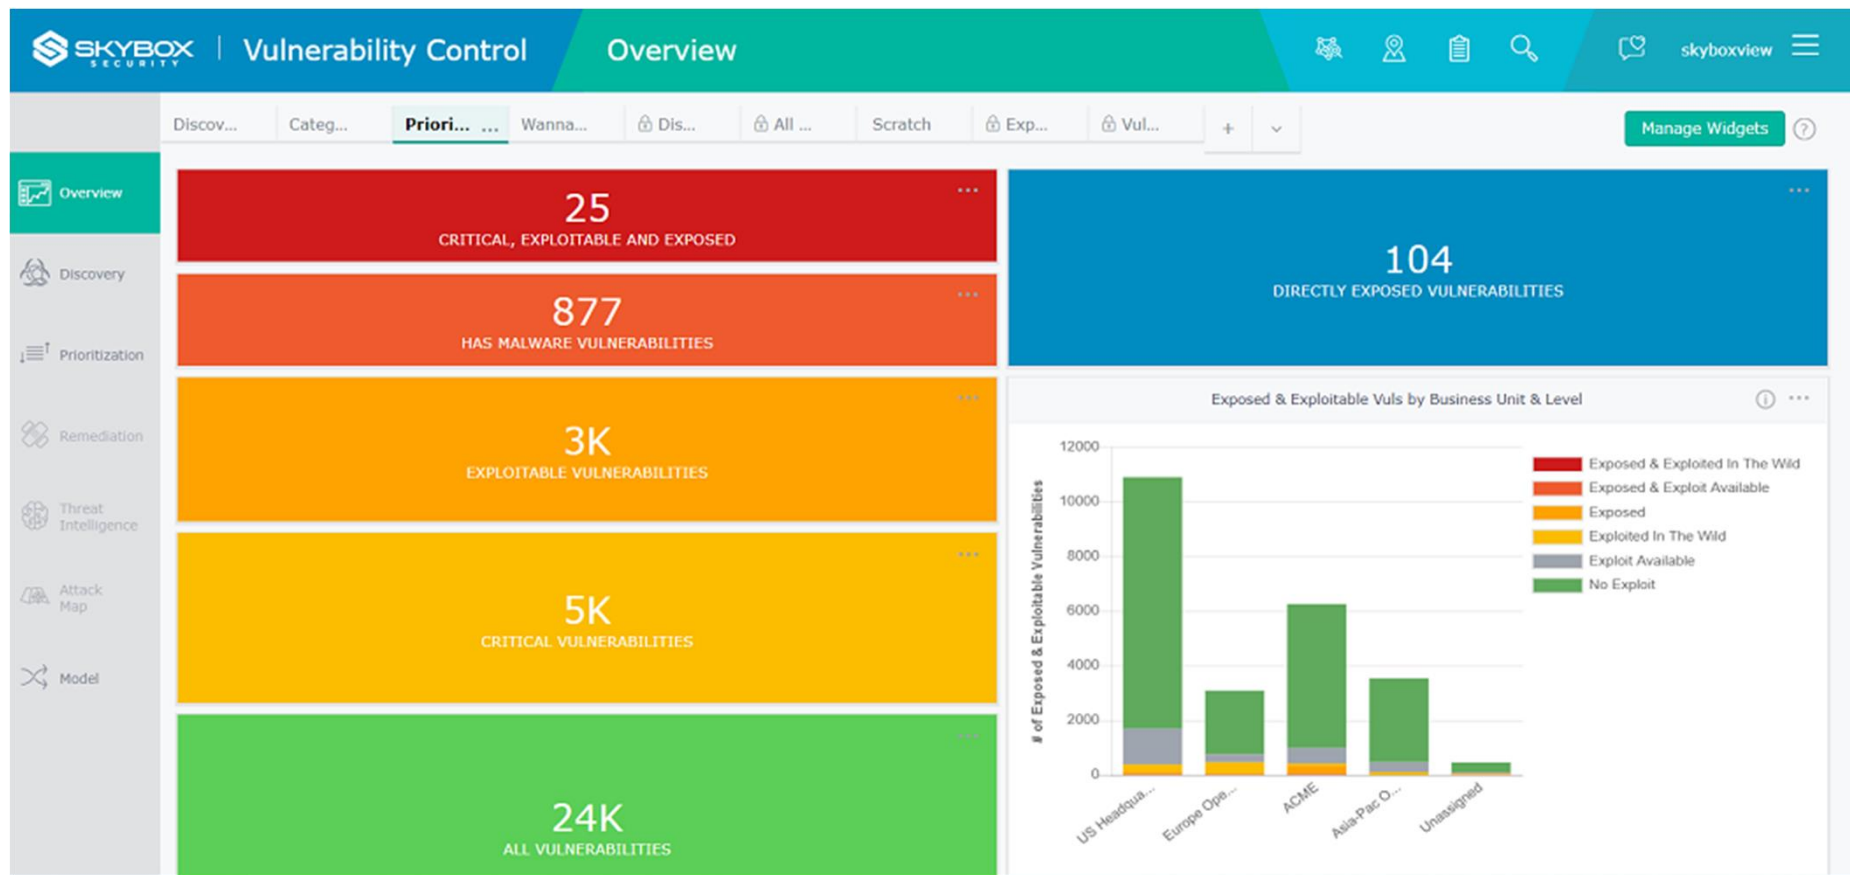 SKYBOX SECURITY | Vulnerability Control
Overview
skyboxview
Discov...
Categ...
Priori... ...
Wanna...
Dis...
All ...
Scratch
Exp...
Vul...
+
Manage Widgets
?
Overview
Discovery
Prioritization
Remediation
Threat
Intelligence
Attack
Map
Model
25
CRITICAL, EXPLOITABLE AND EXPOSED
877
HAS MALWARE VULNERABILITIES
3K
EXPLOITABLE VULNERABILITIES
5K
CRITICAL VULNERABILITIES
24K
ALL VULNERABILITIES
104
DIRECTLY EXPOSED VULNERABILITIES
Exposed & Exploitable Vuls by Business Unit & Level
# of Exposed & Exploitable Vulnerabilities
12000
10000
8000
6000
4000
2000
0
US Headqua...
Europe Ope...
ACME
Asia-Pac O...
Unassigned
Exposed & Exploited In The Wild
Exposed & Exploit Available
Exposed
Exploited In The Wild
Exploit Available
No Exploit